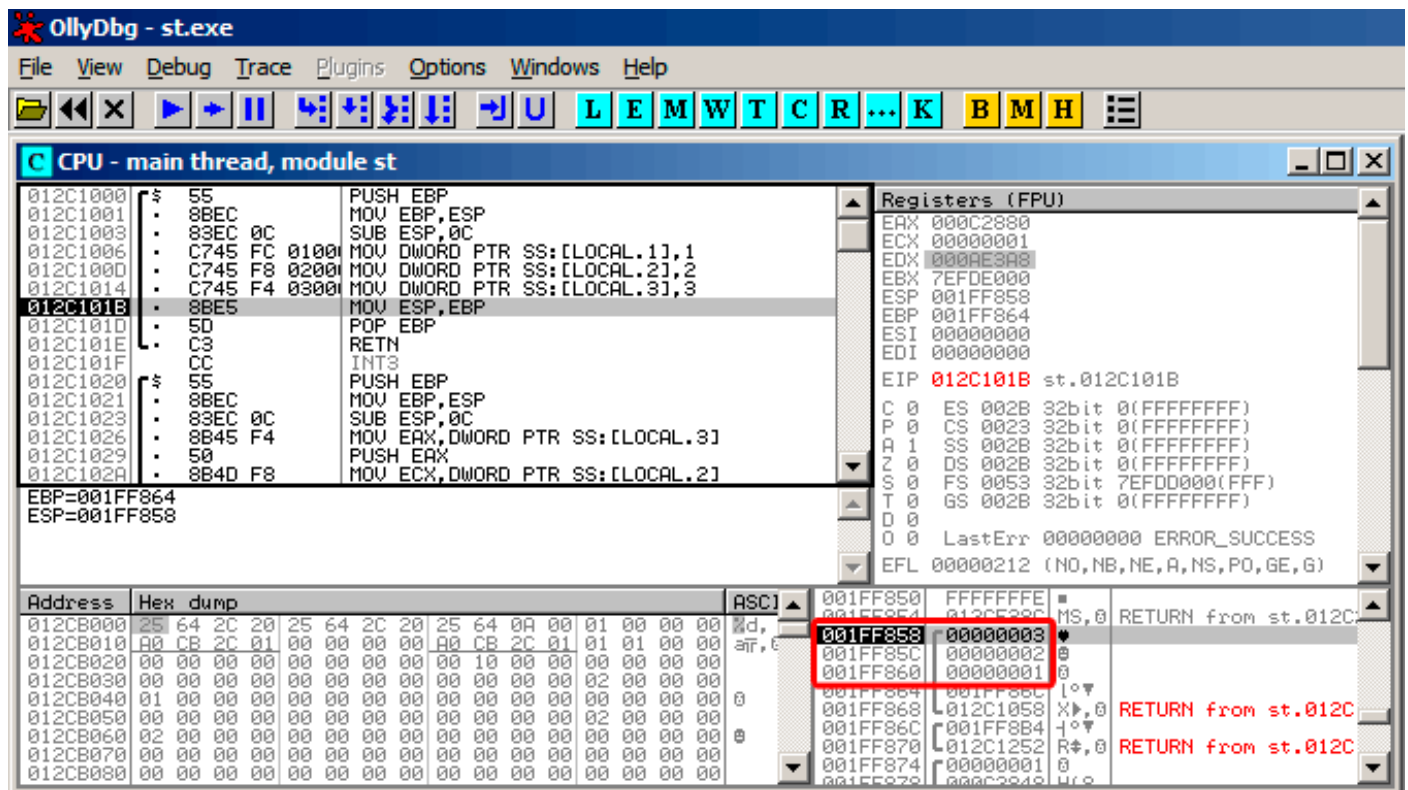 OllyDbg - st.exe
File View Debug Trace Plugins Options Windows Help
L E M W T C R ... K B M H
C CPU - main thread, module st
012C1000 $ 55 PUSH EBP
012C1001 . 8BEC MOV EBP,ESP
012C1003 . 83EC 0C SUB ESP,0C
012C1006 . C745 FC 0100 MOV DWORD PTR SS:[LOCAL.1],1
012C100D . C745 F8 0200 MOV DWORD PTR SS:[LOCAL.2],2
012C1014 . C745 F4 0300 MOV DWORD PTR SS:[LOCAL.3],3
012C101B . 8BE5 MOV ESP,EBP
012C101D . 5D POP EBP
012C101E . C3 RETN
012C101F CC INT3
012C1020 $ 55 PUSH EBP
012C1021 . 8BEC MOV EBP,ESP
012C1023 . 83EC 0C SUB ESP,0C
012C1026 . 8B45 F4 MOV EAX,DWORD PTR SS:[LOCAL.3]
012C1029 . 50 PUSH EAX
012C102A . 8B4D F8 MOV ECX,DWORD PTR SS:[LOCAL.2]
EBP=001FF864
ESP=001FF858
Registers (FPU)
EAX 000C2880
ECX 00000001
EDX 000AE3A8
EBX 7EFDE000
ESP 001FF858
EBP 001FF864
ESI 00000000
EDI 00000000
EIP 012C101B st.012C101B
C 0 ES 002B 32bit 0(FFFFFFFF)
P 0 CS 0023 32bit 0(FFFFFFFF)
A 1 SS 002B 32bit 0(FFFFFFFF)
Z 0 DS 002B 32bit 0(FFFFFFFF)
S 0 FS 0053 32bit 7EFDD000(FFF)
T 0 GS 002B 32bit 0(FFFFFFFF)
D 0
O 0 LastErr 00000000 ERROR_SUCCESS
EFL 00000212 (NO,NB,NE,A,NS,PO,GE,G)
Address Hex dump ASCI
012CB000 25 64 2C 20 25 64 2C 20 25 64 0A 00 01 00 00 00 %d,
012CB010 A0 CB 2C 01 00 00 00 00 A0 CB 2C 01 01 01 00 00
012CB020 00 00 00 00 00 00 00 00 00 10 00 00 00 00 00 00
012CB030 00 00 00 00 00 00 00 00 00 00 00 00 02 00 00 00
012CB040 01 00 00 00 00 00 00 00 00 00 00 00 00 00 00 00
012CB050 00 00 00 00 00 00 00 00 00 00 00 00 02 00 00 00
012CB060 02 00 00 00 00 00 00 00 00 00 00 00 00 00 00 00
012CB070 00 00 00 00 00 00 00 00 00 00 00 00 00 00 00 00
012CB080 00 00 00 00 00 00 00 00 00 00 00 00 00 00 00 00
001FF850 FFFFFFFE
001FF854 RETURN from st.012C
001FF858 00000003 ♥
001FF85C 00000002 ☻
001FF860 00000001 ☺
001FF864 001FF86C
001FF868 012C1058 RETURN from st.012C
001FF86C 001FF8B4
001FF870 012C1252 RETURN from st.012C
001FF874 00000001 ☺